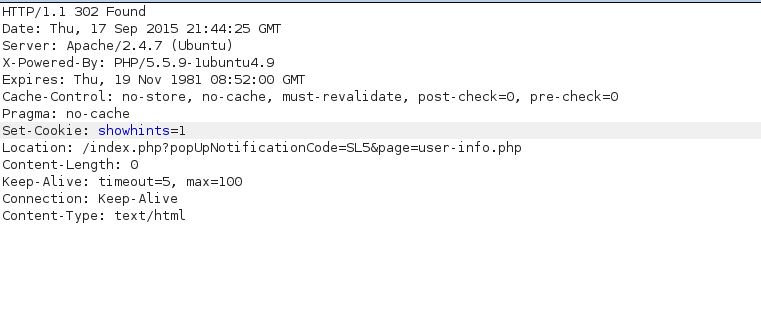 HTTP/1.1 302 Found
Date: Thu, 17 Sep 2015 21:44:25 GMT
Server: Apache/2.4.7 (Ubuntu)
X-Powered-By: PHP/5.5.9-1ubuntu4.9
Expires: Thu, 19 Nov 1981 08:52:00 GMT
Cache-Control: no-store, no-cache, must-revalidate, post-check=0, pre-check=0
Pragma: no-cache
Set-Cookie: showhints=1
Location: /index.php?popUpNotificationCode=SL5&page=user-info.php
Content-Length: 0
Keep-Alive: timeout=5, max=100
Connection: Keep-Alive
Content-Type: text/html